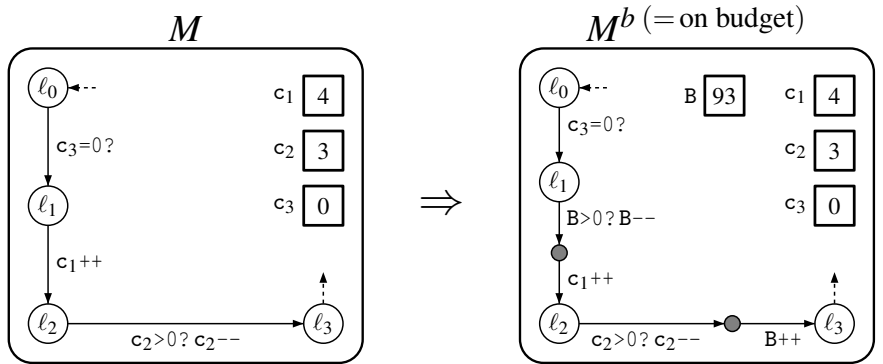 M
ℓ0
c1 4
c3=0?
c2 3
ℓ1
c3 0
c1++
ℓ2
c2>0? c2--
ℓ3
⇒
M^b (= on budget)
ℓ0
B 93
c1 4
c3=0?
c2 3
ℓ1
B>0? B--
c3 0
c1++
ℓ2
c2>0? c2--
B++
ℓ3